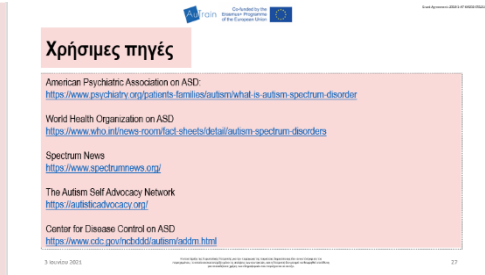 AuTrain
Co-funded by the
Erasmus+ Programme
of the European Union
Χρήσιμες πηγές
American Psychiatric Association on ASD:
https://www.psychiatry.org/patients-families/autism/what-is-autism-spectrum-disorder
World Health Organization on ASD
https://www.who.int/news-room/fact-sheets/detail/autism-spectrum-disorders
Spectrum News
https://www.spectrumnews.org/
The Autism Self Advocacy Network
https://autisticadvocacy.org/
Center for Disease Control on ASD
https://www.cdc.gov/ncbddd/autism/addm.html
3 Ιουνίου 2021
27